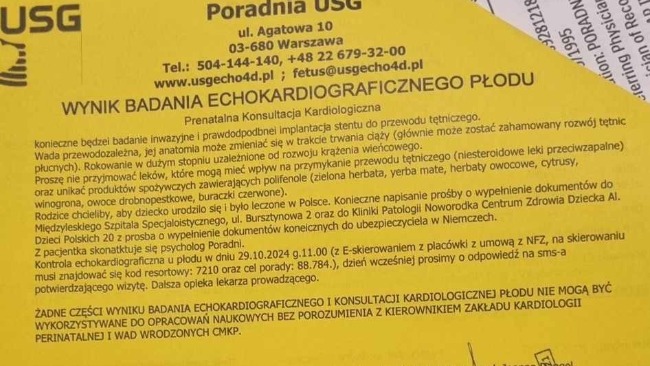 USG
Poradnia USG
ul. Agatowa 10
03-680 Warszawa
Tel.: 504-144-140, +48 22 679-32-00
www.usgecho4d.pl ; fetus@usgecho4d.pl
WYNIK BADANIA ECHOKARDIOGRAFICZNEGO PŁODU
Prenatalna Konsultacja Kardiologiczna
konieczne będzei badanie inwazyjne i prawdodpodbnei implantacja stentu do przewodu tętniczego.
Wada przewodozależna, jej anatomia może zmieniać się w trakcie trwania ciąży (głównie może zostać zahamowany rozwój tętnic
płucnych). Rokowanie w dużym stopniu uzależnione od rozwoju krążenia wieńcowego.
Proszę nie przyjmować leków, które mogą mieć wpływ na przymykanie przewodu tętniczego (niesteroidowe leki przeciwzapalne)
oraz unikać produktów spożywczych zawierających polifenole (zielona herbata, yerba mate, herbaty owocowe, cytrusy,
winogrona, owoce drobnopestkowe, buraczki czerwone).
Rodzice chcieliby, aby dziecko urodziło się i było leczone w Polsce. Konieczne napisanie prośby o wypełnienie dokumentów do
Międzyleskiego Szpitala Specjaloistycznego, ul. Bursztynowa 2 oraz do Kliniki Patologii Noworodka Centrum Zdrowia Dziecka Al.
Dzieci Polskich 20 z prosba o wypełnienie dokumentów koneicznych do ubezpieczyciela w Niemczech.
Z pacjentka skonatktuje się psycholog Poradni.
Kontrola echokardiograficzna u płodu w dniu 29.10.2024 g.11.00 (z E-skierowaniem z placówki z umową z NFZ, na skierowaniu
musi znajdować się kod resortowy: 7210 oraz cel porady: 88.784.), dzień wcześniej prosimy o odpowiedź na sms-a
potwierdzającego wizytę. Dalsza opieka lekarza prowadzącego.
ŻADNE CZĘŚCI WYNIKU BADANIA ECHOKARDIOGRAFICZNEGO I KONSULTACJI KARDIOLOGICZNEJ PŁODU NIE MOGĄ BYĆ
WYKORZYSTYWANE DO OPRACOWAŃ NAUKOWYCH BEZ POROZUMIENIA Z KIEROWNIKIEM ZAKŁADU KARDIOLOGII
PERINATALNEJ I WAD WRODZONYCH CMKP.